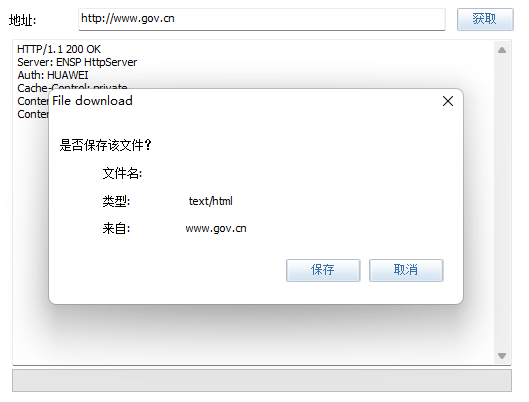 地址:
http://www.gov.cn
获取
HTTP/1.1 200 OK
Server: ENSP HttpServer
Auth: HUAWEI
Cache-Control: private
Conten
Conten
File download
是否保存该文件?
文件名:
类型: text/html
来自: www.gov.cn
保存 取消